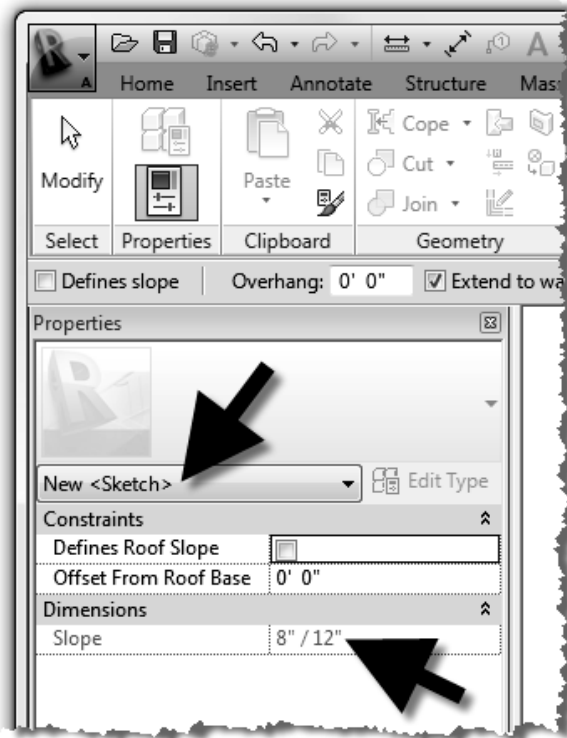 A
A
Home Insert Annotate Structure Mas
Modify
Paste
Cope
Cut
Join
Select Properties Clipboard Geometry
Defines slope Overhang: 0' 0" Extend to wa
Properties
New <Sketch> Edit Type
Constraints
Defines Roof Slope
Offset From Roof Base 0' 0"
Dimensions
Slope 8" / 12"